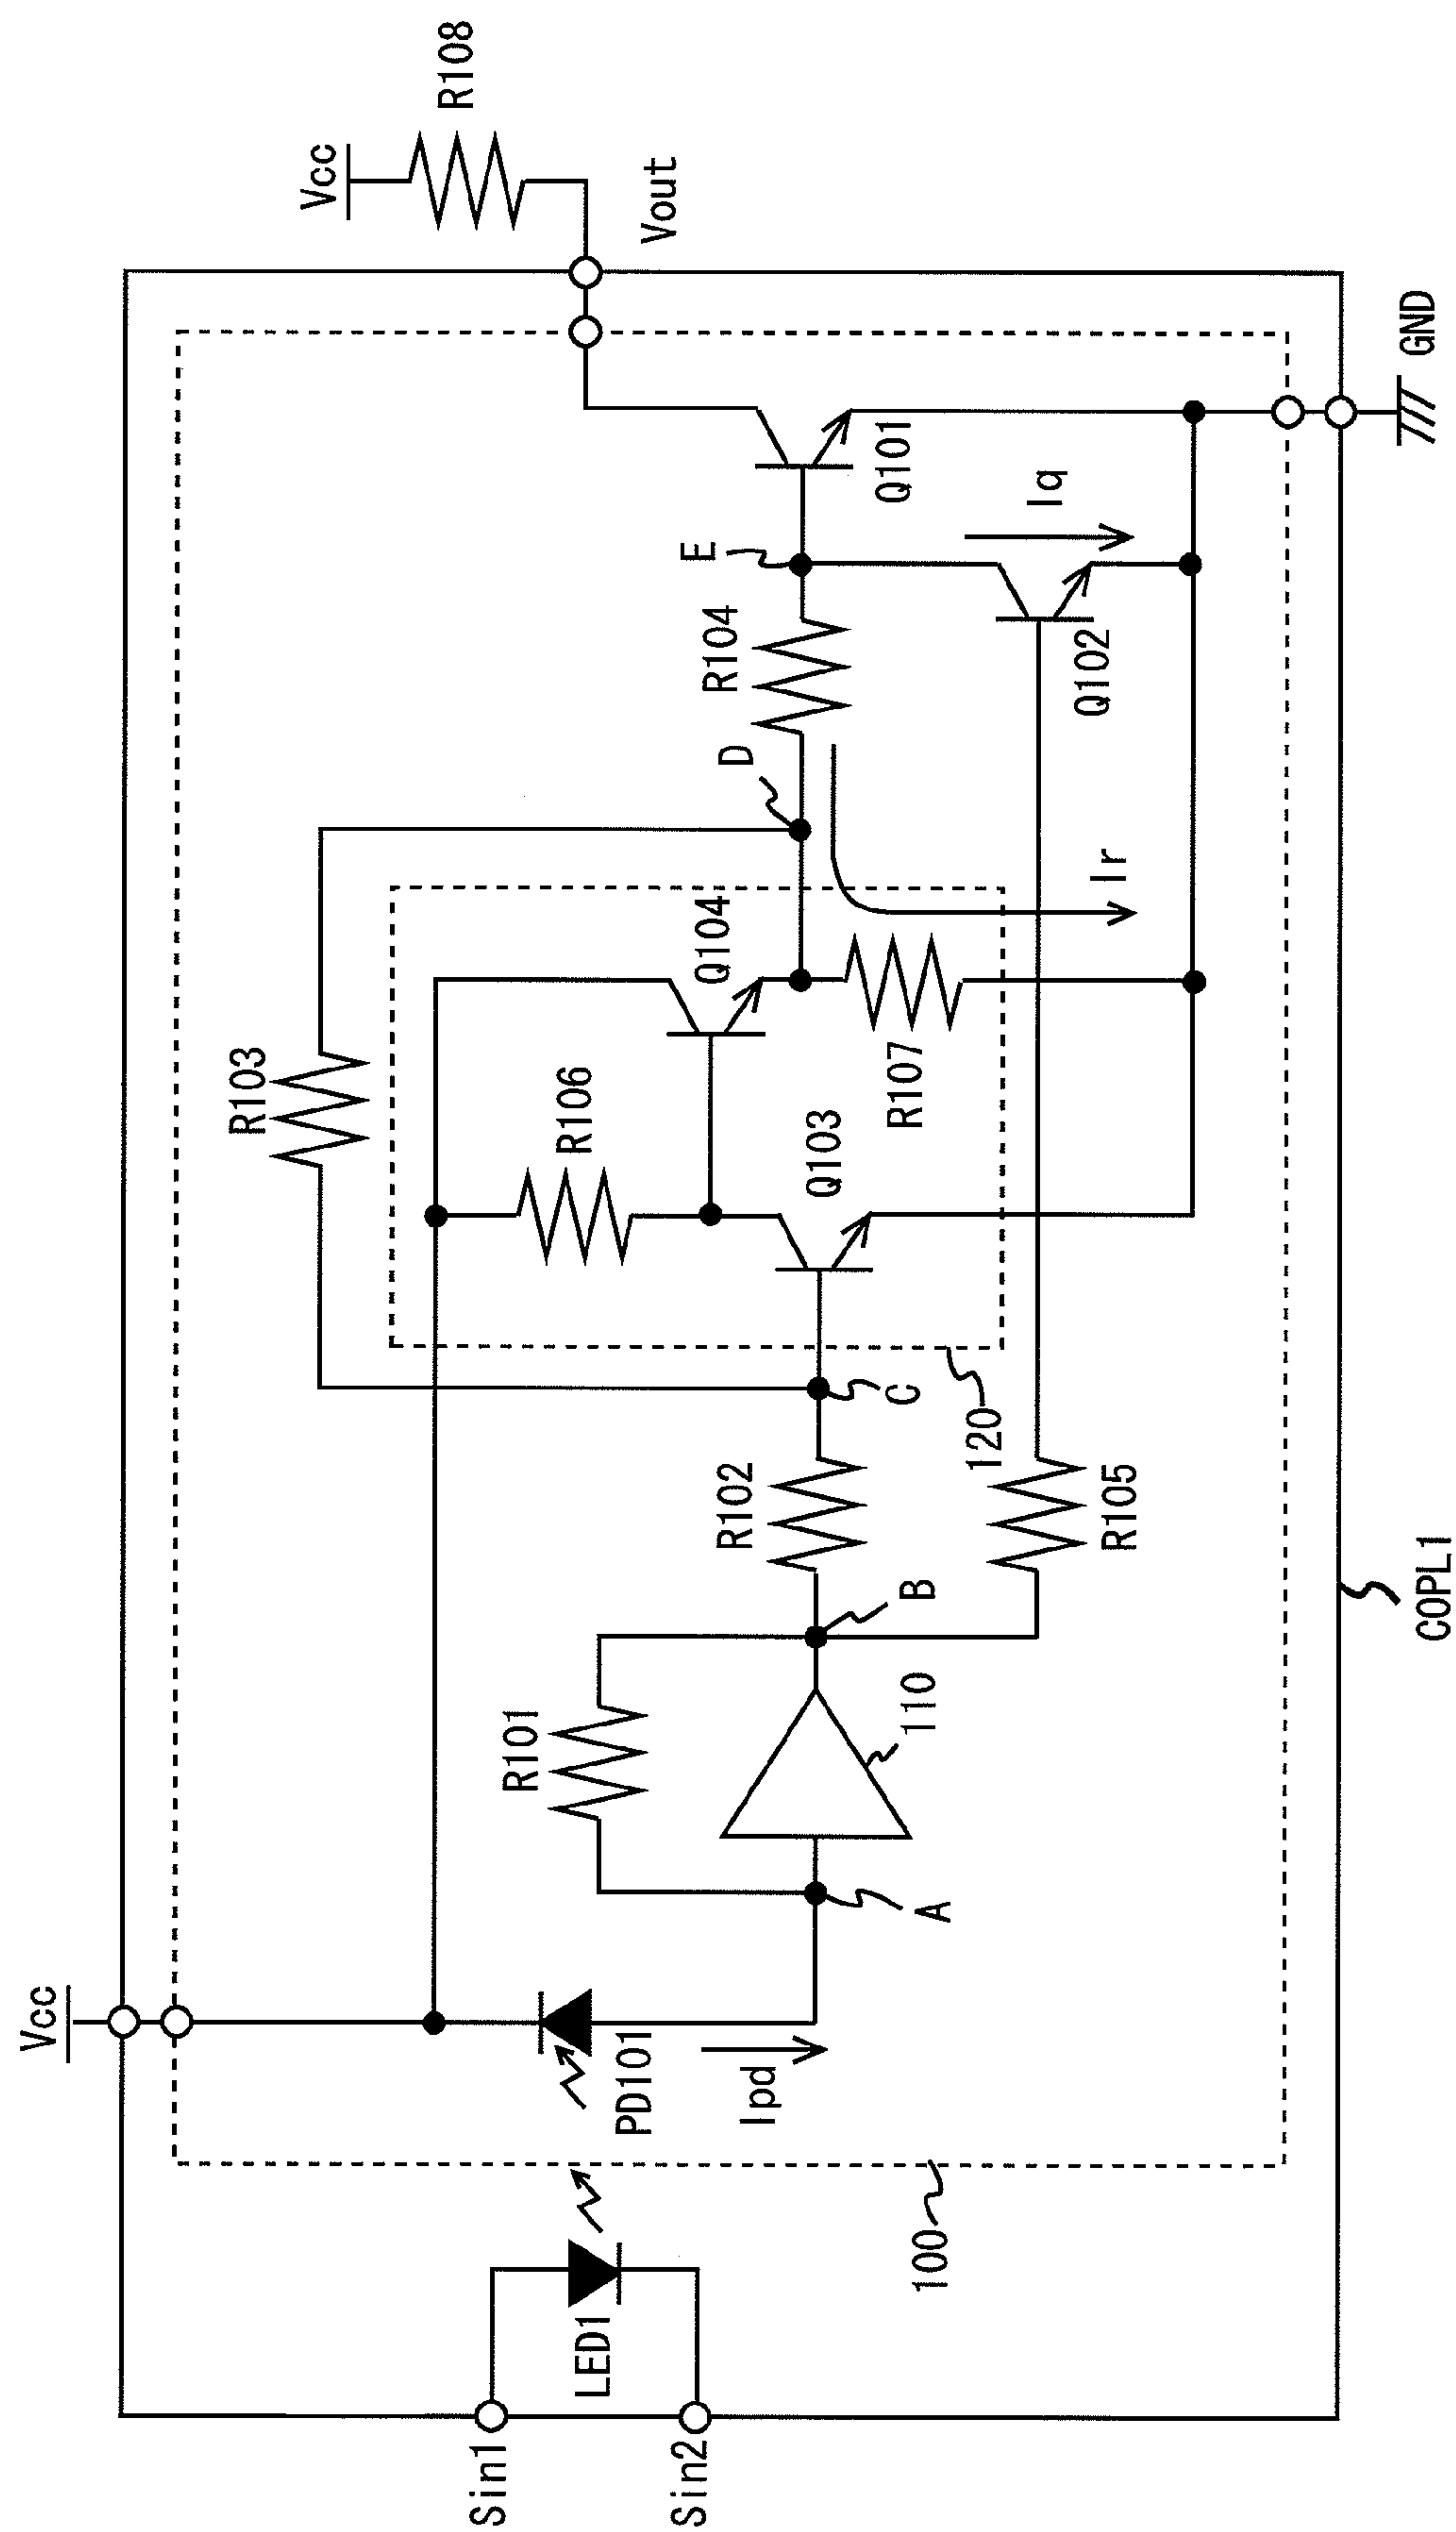 Vcc
R108
Vcc
Vout
R103
R106
Q104
D
R104
E
Q101
R101
R102
Q103
R107
Iq
Q102
Ir
PD101
Ipd
A
110
B
C
120
R105
Sin1
LED1
Sin2
100
GND
COPL1